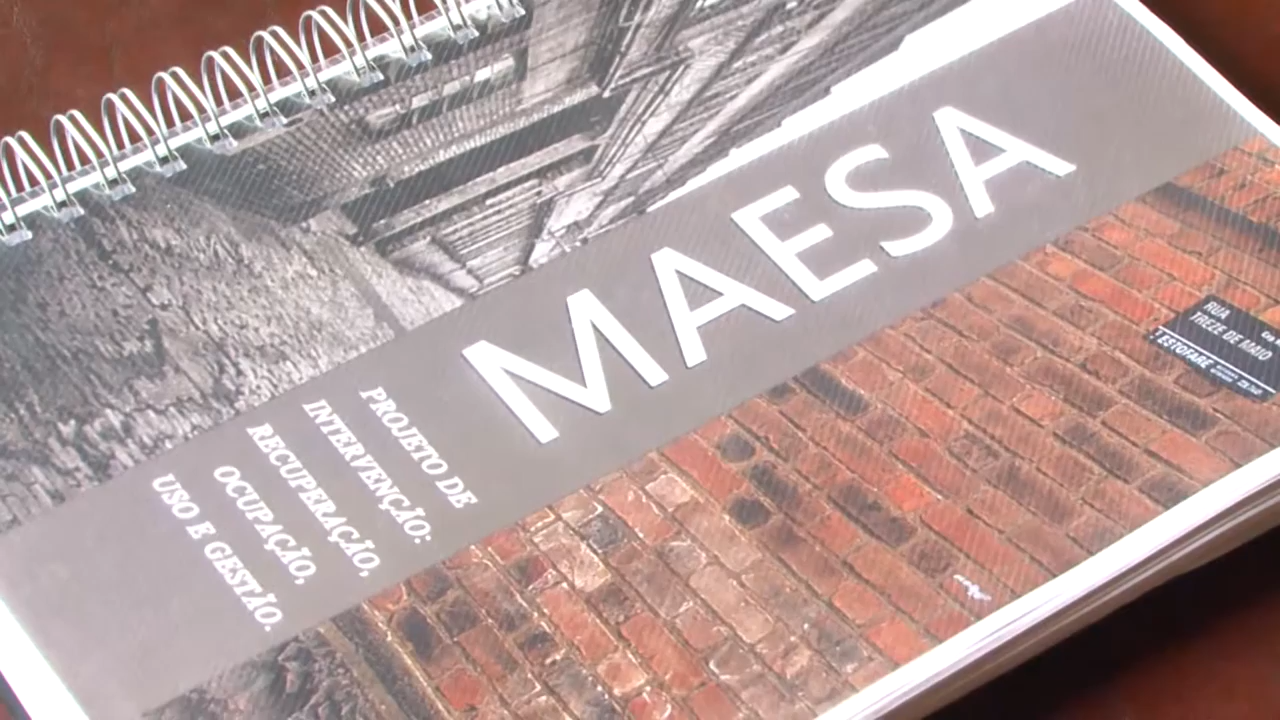 MAESA
PROJETO DE
INTERVENÇÃO:
RECUPERAÇÃO,
OCUPAÇÃO,
USO E GESTÃO.
RUA
TREZE DE MAIO
ESTOFARE